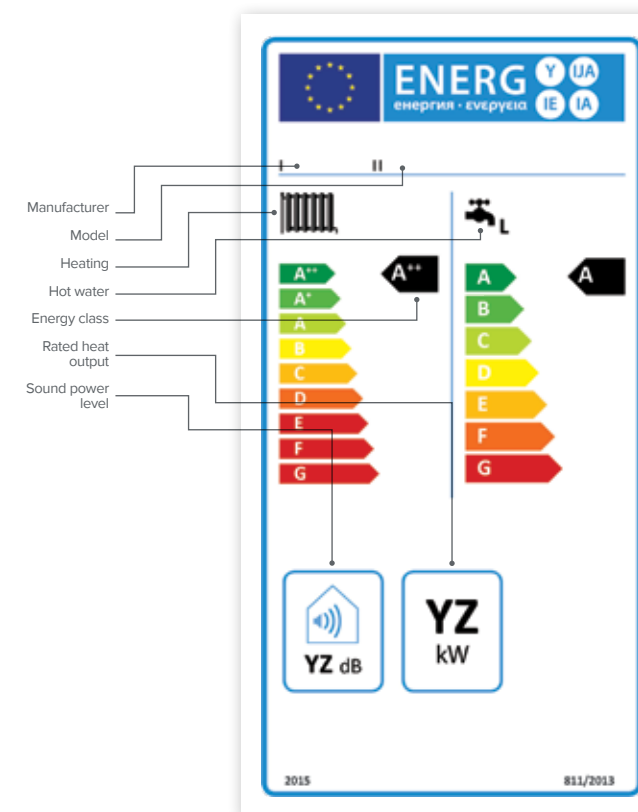 ENERG Y IJA
енергия · ενεργεια IE IA
I II
Manufacturer
Model
Heating
Hot water
Energy class
Rated heat
output
Sound power
level
L
A++ A++
A+
A
B
C
D
E
F
G
A A
B
C
D
E
F
G
YZ dB
YZ
kW
2015 811/2013